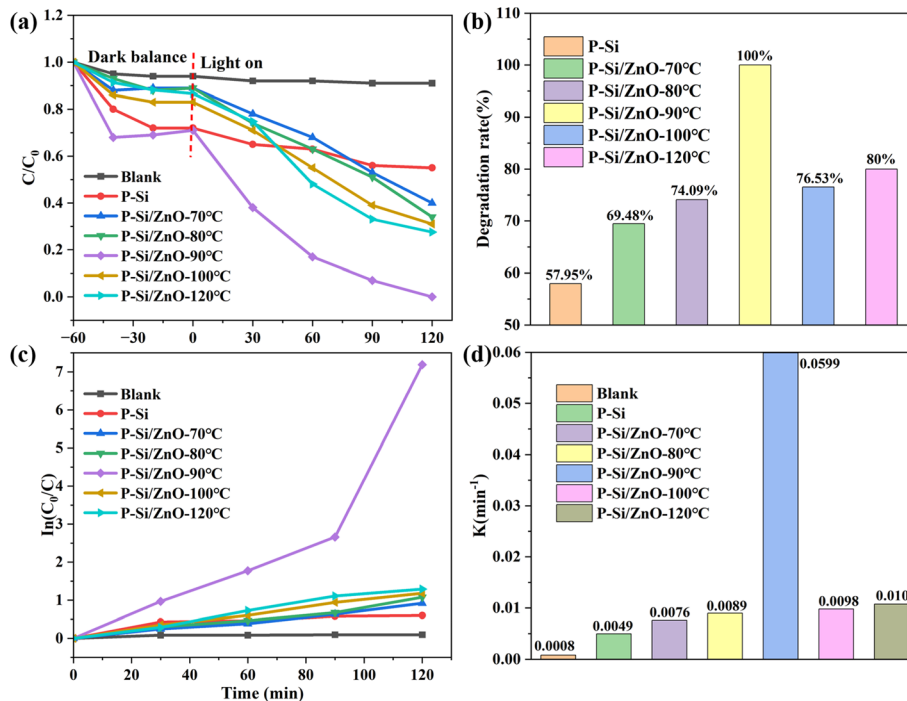 (a)
1.2
1.0
0.8
0.6
0.4
0.2
0.0
C/C0
Dark balance
Light on
Blank
P-Si
P-Si/ZnO-70°C
P-Si/ZnO-80°C
P-Si/ZnO-90°C
P-Si/ZnO-100°C
P-Si/ZnO-120°C
−60 −30 0 30 60 90 120
(b)
110
100
90
80
70
60
50
Degradation rate(%)
P-Si
P-Si/ZnO-70°C
P-Si/ZnO-80°C
P-Si/ZnO-90°C
P-Si/ZnO-100°C
P-Si/ZnO-120°C
57.95%
69.48%
74.09%
100%
76.53%
80%
(c)
7
6
5
4
3
2
1
0
In(C0/C)
Blank
P-Si
P-Si/ZnO-70°C
P-Si/ZnO-80°C
P-Si/ZnO-90°C
P-Si/ZnO-100°C
P-Si/ZnO-120°C
0 20 40 60 80 100 120
Time (min)
(d)
0.06
0.05
0.04
0.03
0.02
0.01
0.00
K(min-1)
Blank
P-Si
P-Si/ZnO-70°C
P-Si/ZnO-80°C
P-Si/ZnO-90°C
P-Si/ZnO-100°C
P-Si/ZnO-120°C
0.0008
0.0049
0.0076
0.0089
0.0599
0.0098
0.010